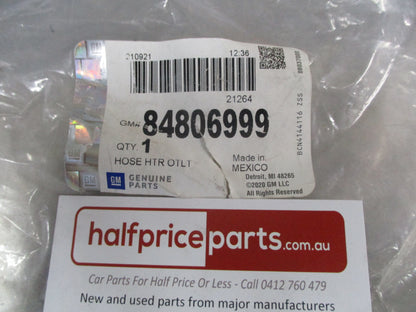 GM
210921 12:36
21264
GM# 84806999
QTY. 1
HOSE HTR OTLT
Made in:
MEXICO
GM GENUINE PARTS
Detroit, MI 48265
©2020 GM LLC
All Rights Reserved
halfpriceparts.com.au
Car Parts For Half Price Or Less - Call 0412 760 479
New and used parts from major manufacturers